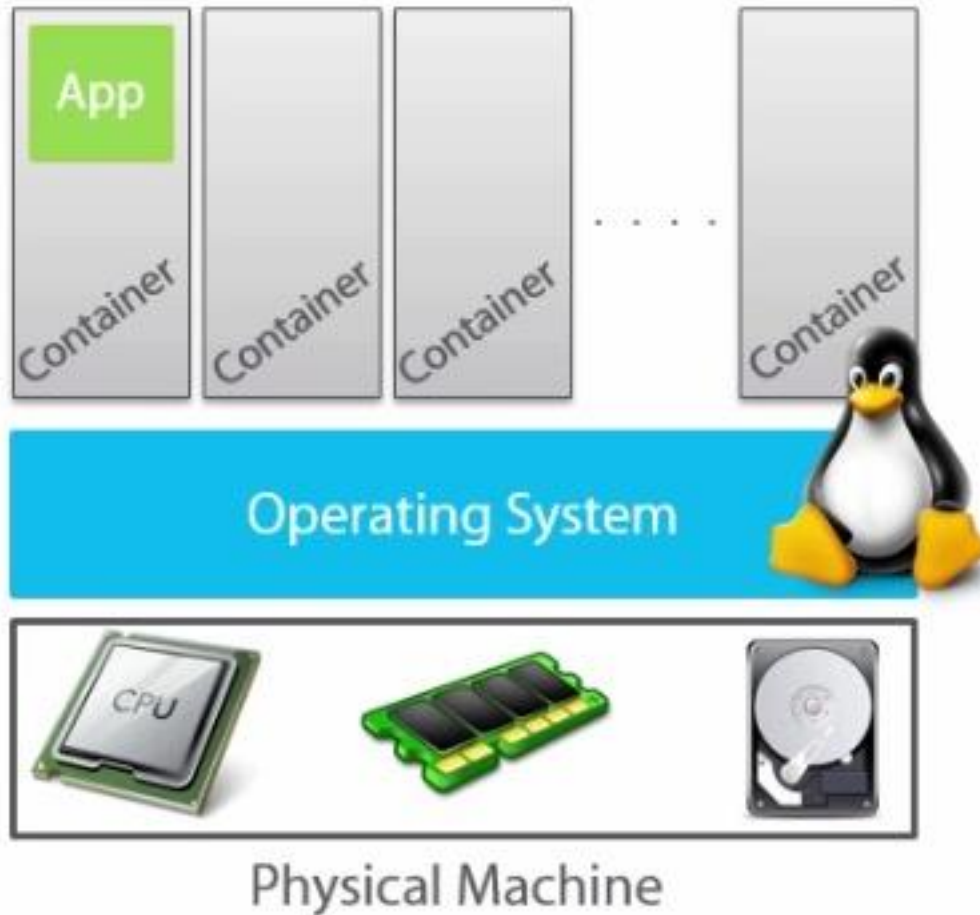 App
Container
Container
Container
. . . .
Container
Operating System
CPU
Physical Machine